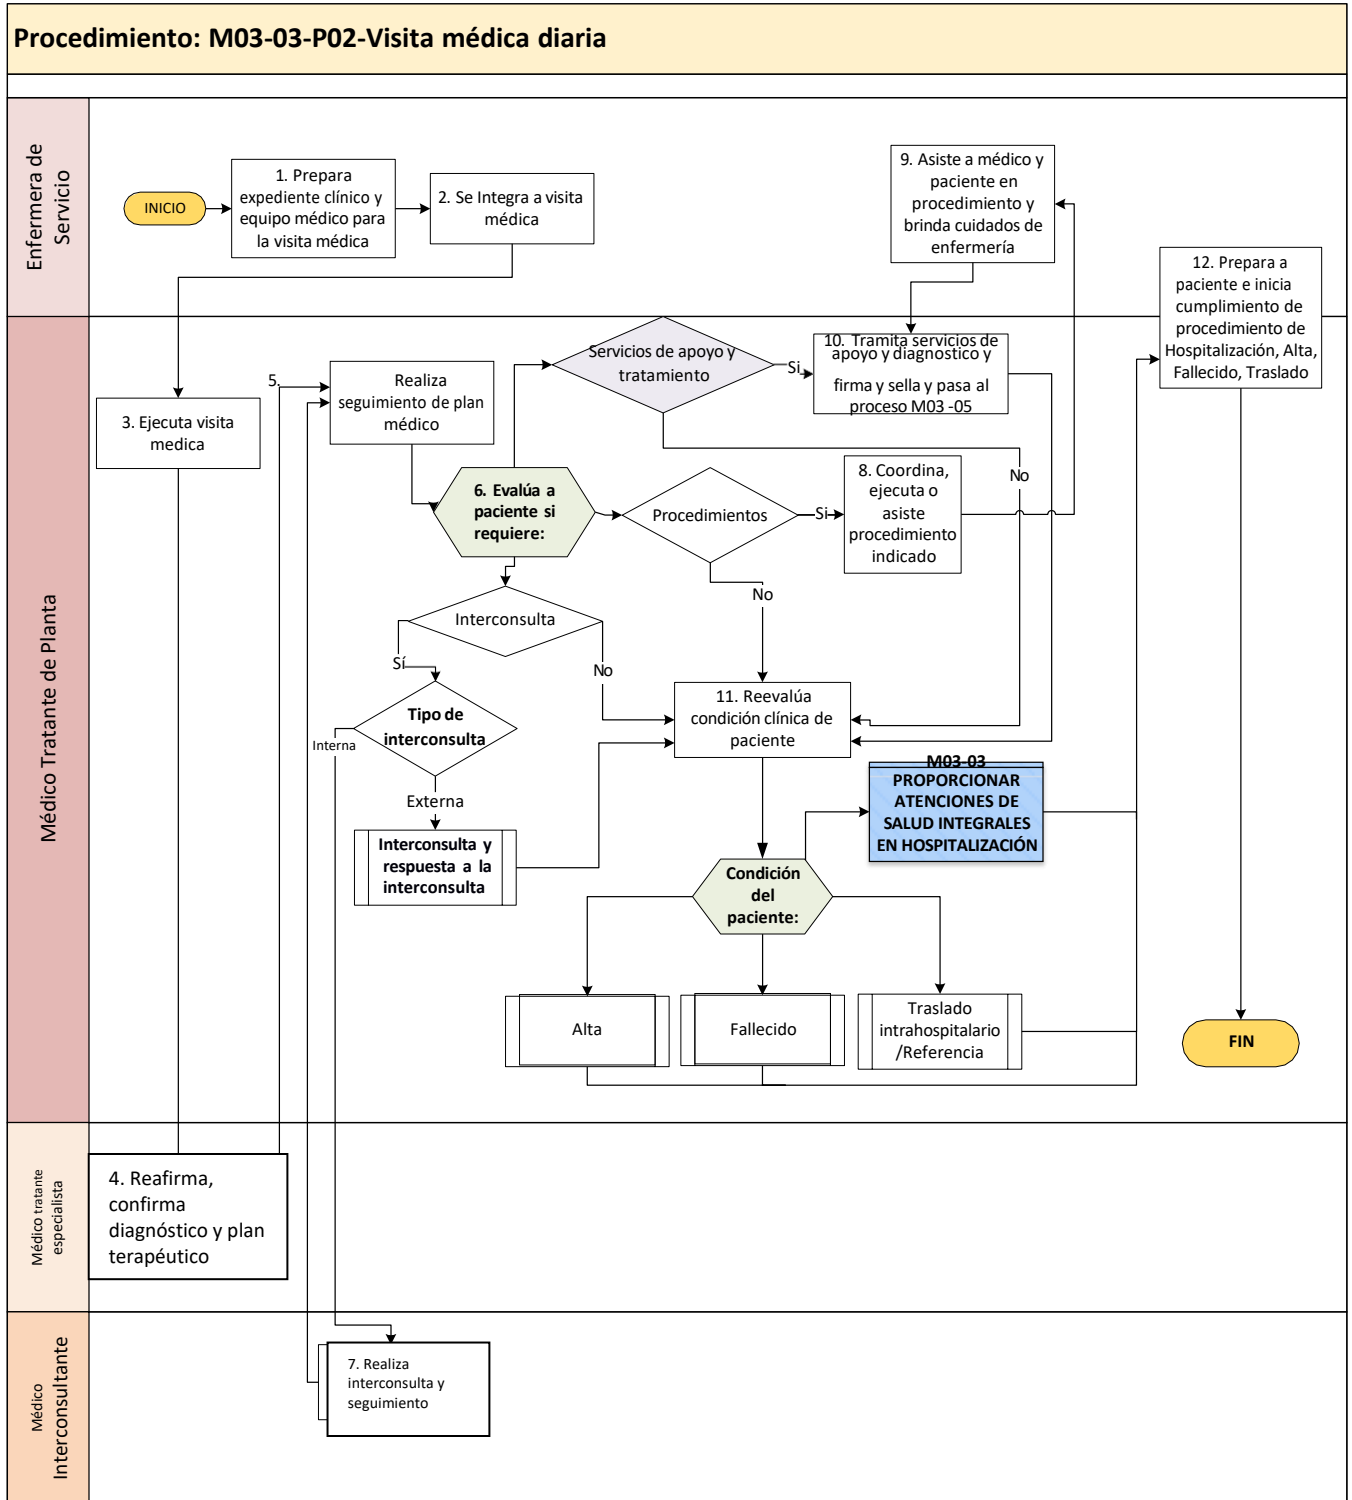 Procedimiento: M03-03-P02-Visita médica diaria
Enfermera de
Servicio
INICIO
1. Prepara
expediente clínico y
equipo médico para
la visita médica
2. Se Integra a visita
médica
9. Asiste a médico y
paciente en
procedimiento y
brinda cuidados de
enfermería
12. Prepara a
paciente e inicia
cumplimiento de
procedimiento de
Hospitalización, Alta,
Fallecido, Traslado
Médico Tratante de Planta
3. Ejecuta visita
medica
5.
Realiza
seguimiento de plan
médico
Servicios de apoyo y
tratamiento
Si
10. Tramita servicios de
apoyo y diagnostico y
firma y sella y pasa al
proceso M03 -05
No
6. Evalúa a
paciente si
requiere:
Procedimientos
Si
8. Coordina,
ejecuta o
asiste
procedimiento
indicado
No
Interconsulta
Sí
No
Tipo de
interconsulta
Interna
Externa
Interconsulta y
respuesta a la
interconsulta
11. Reevalúa
condición clínica de
paciente
M03-03
PROPORCIONAR
ATENCIONES DE
SALUD INTEGRALES
EN HOSPITALIZACIÓN
Condición
del
paciente:
Alta
Fallecido
Traslado
intrahospitalario
/Referencia
FIN
Médico tratante
especialista
4. Reafirma,
confirma
diagnóstico y plan
terapéutico
Médico
Interconsultante
7. Realiza
interconsulta y
seguimiento